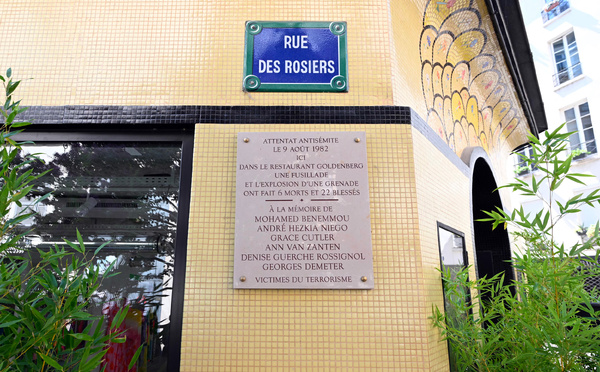 RUE
DES ROSIERS
ATTENTAT ANTISÉMITE
LE 9 AOÛT 1982
ICI
DANS LE RESTAURANT GOLDENBERG
UNE FUSILLADE
ET L'EXPLOSION D'UNE GRENADE
ONT FAIT 6 MORTS ET 22 BLESSÉS
À LA MÉMOIRE DE
MOHAMED BENEMMOU
ANDRÉ HEZKIA NIEGO
GRACE CUTLER
ANN VAN ZANTEN
DENISE GUERCHE ROSSIGNOL
GEORGES DEMETER
VICTIMES DU TERRORISME